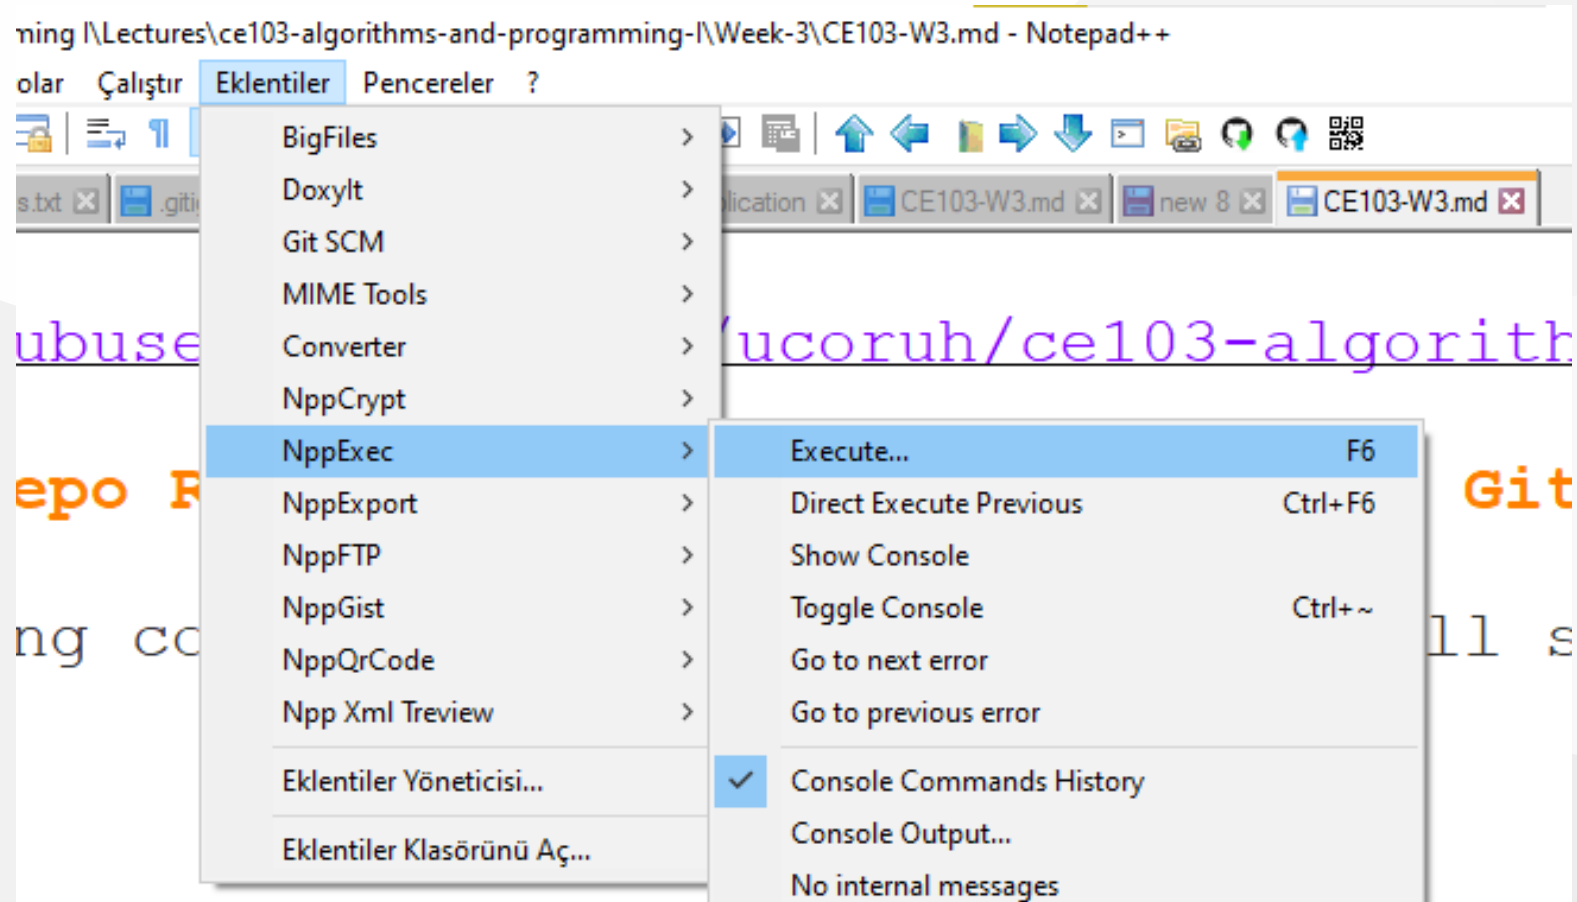 ming I\Lectures\ce103-algorithms-and-programming-I\Week-3\CE103-W3.md - Notepad++
olar Çalıştır Eklentiler Pencereler ?
s.txt .giti lication CE103-W3.md new 8 CE103-W3.md
BigFiles
DoxyIt
Git SCM
MIME Tools
ubuse /ucoruh/ce103-algorith
Converter
NppCrypt
NppExec Execute... F6
epo R Git
NppExport Direct Execute Previous Ctrl+F6
NppFTP Show Console
NppGist Toggle Console Ctrl+~
ng co ll s
NppQrCode Go to next error
Npp Xml Treview Go to previous error
Eklentiler Yöneticisi... Console Commands History
Console Output...
Eklentiler Klasörünü Aç...
No internal messages